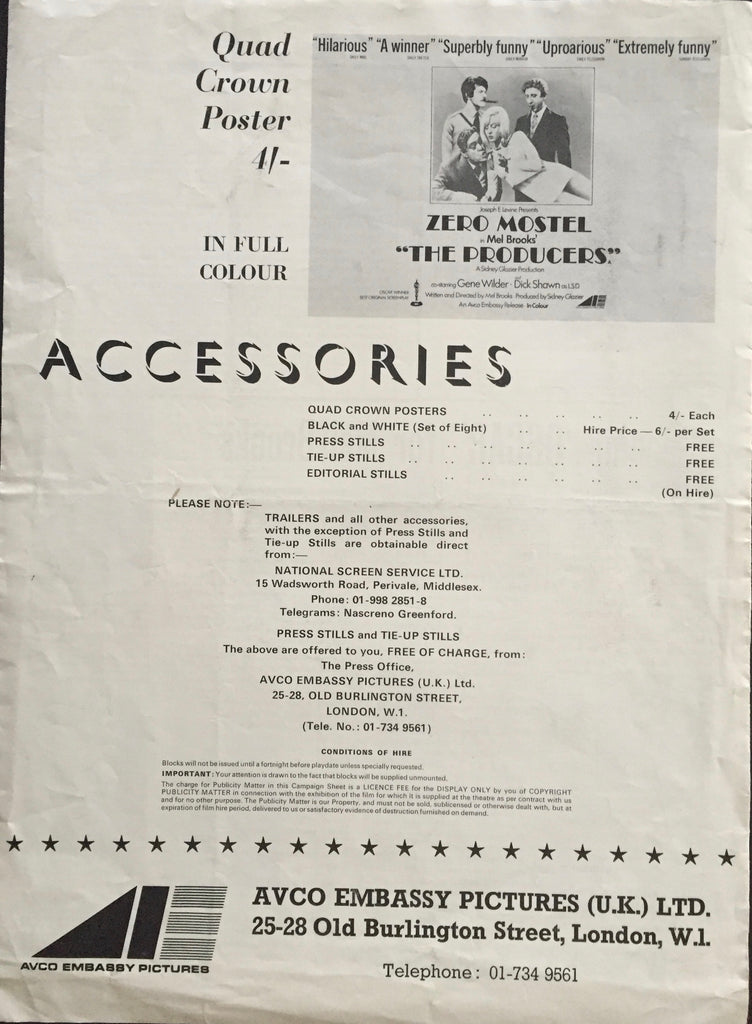 Quad
Crown
Poster
4/-
IN FULL
COLOUR
"Hilarious" "A winner" "Superbly funny" "Uproarious" "Extremely funny"
Joseph E Levine Presents
ZERO MOSTEL
in Mel Brooks'
"THE PRODUCERS"
A Sidney Glazier Production
co-starring Gene Wilder · Dick Shawn as LSD
OSCAR WINNER
BEST ORIGINAL SCREENPLAY
Written and Directed by Mel Brooks · Produced by Sidney Glazier
An Avco Embassy Release · In Colour
ACCESSORIES
QUAD CROWN POSTERS .. .. .. .. .. 4/- Each
BLACK and WHITE (Set of Eight) .. .. Hire Price — 6/- per Set
PRESS STILLS .. .. .. .. .. .. .. FREE
TIE-UP STILLS .. .. .. .. .. .. .. FREE
EDITORIAL STILLS .. .. .. .. .. .. FREE
(On Hire)
PLEASE NOTE:—
TRAILERS and all other accessories,
with the exception of Press Stills and
Tie-up Stills are obtainable direct
from:—
NATIONAL SCREEN SERVICE LTD.
15 Wadsworth Road, Perivale, Middlesex.
Phone: 01-998 2851-8
Telegrams: Nascreno Greenford.
PRESS STILLS and TIE-UP STILLS
The above are offered to you, FREE OF CHARGE, from:
The Press Office,
AVCO EMBASSY PICTURES (U.K.) Ltd.
25-28, OLD BURLINGTON STREET,
LONDON, W.1.
(Tele. No.: 01-734 9561)
CONDITIONS OF HIRE
Blocks will not be issued until a fortnight before playdate unless specially requested.
IMPORTANT: Your attention is drawn to the fact that blocks will be supplied unmounted.
The charge for Publicity Matter in this Campaign Sheet is a LICENCE FEE for the DISPLAY ONLY by you of COPYRIGHT
PUBLICITY MATTER in connection with the exhibition of the film for which it is supplied at the theatre as per contract with us
and for no other purpose. The Publicity Matter is our Property, and must not be sold, sublicensed or otherwise dealt with, but at
expiration of film hire period, delivered to us or satisfactory evidence of destruction furnished on demand.
AVCO EMBASSY PICTURES
AVCO EMBASSY PICTURES (U.K.) LTD.
25-28 Old Burlington Street, London, W.1.
Telephone: 01-734 9561